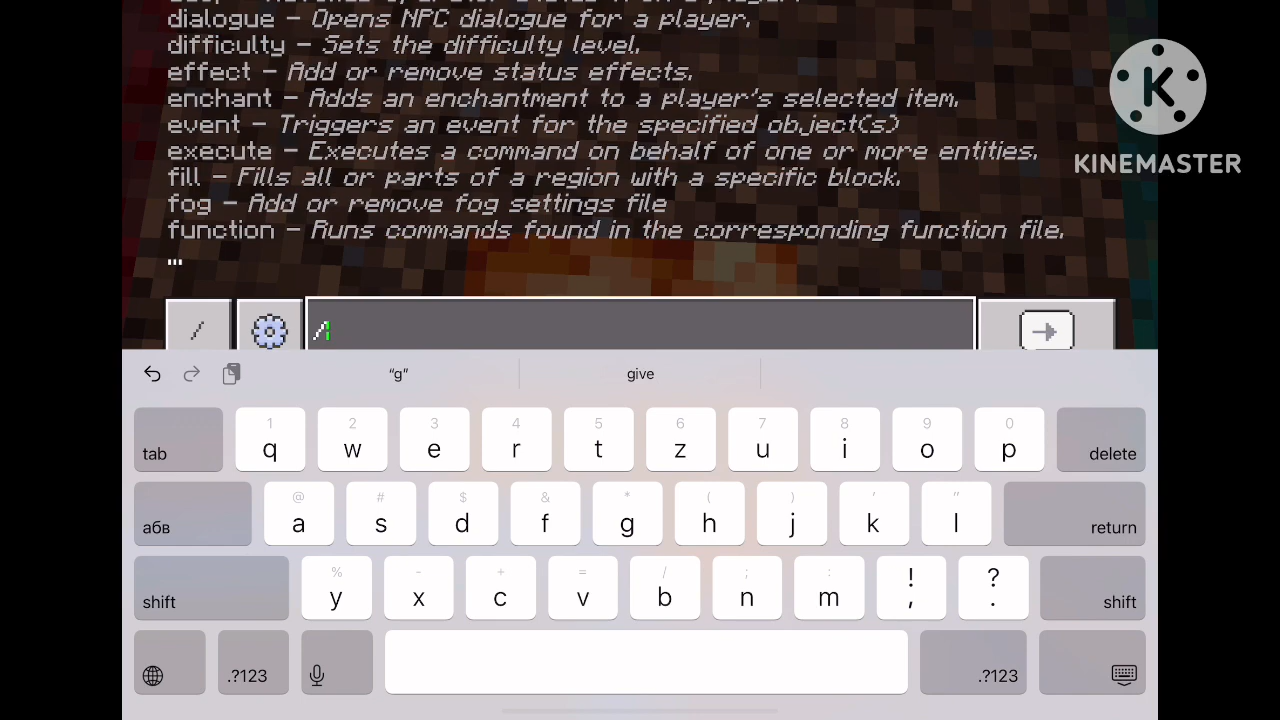 dialogue – Opens NPC dialogue for a player.
difficulty – Sets the difficulty level.
effect – Add or remove status effects.
enchant – Adds an enchantment to a player's selected item.
event – Triggers an event for the specified object(s)
execute – Executes a command on behalf of one or more entities.
fill – Fills all or parts of a region with a specific block.
fog – Add or remove fog settings file
function – Runs commands found in the corresponding function file.
...
K
KINEMASTER
/ /
"g" give
1 2 3 4 5 6 7 8 9 0
tab q w e r t z u i o p delete
@ # $ & * ( ) ' "
абв a s d f g h j k l return
% - + = / ; : ! ?
shift y x c v b n m , . shift
.?123 .?123